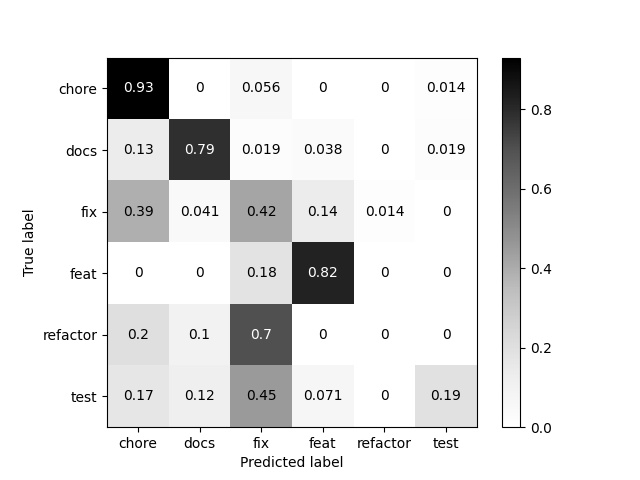 chore 0.93 0 0.056 0 0 0.014
docs 0.13 0.79 0.019 0.038 0 0.019
fix 0.39 0.041 0.42 0.14 0.014 0
feat 0 0 0.18 0.82 0 0
refactor 0.2 0.1 0.7 0 0 0
test 0.17 0.12 0.45 0.071 0 0.19
chore docs fix feat refactor test
Predicted label
True label
0.8
0.6
0.4
0.2
0.0